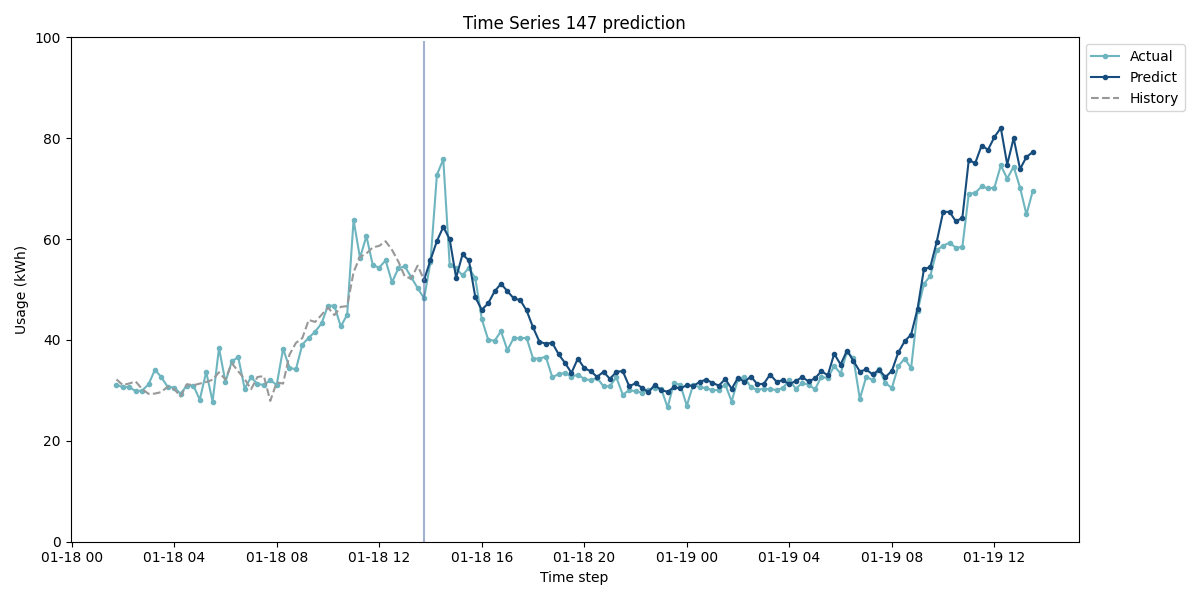 Time Series 147 prediction
100
80
60
40
20
0
Usage (kWh)
01-18 00 01-18 04 01-18 08 01-18 12 01-18 16 01-18 20 01-19 00 01-19 04 01-19 08 01-19 12
Time step
Actual
Predict
History